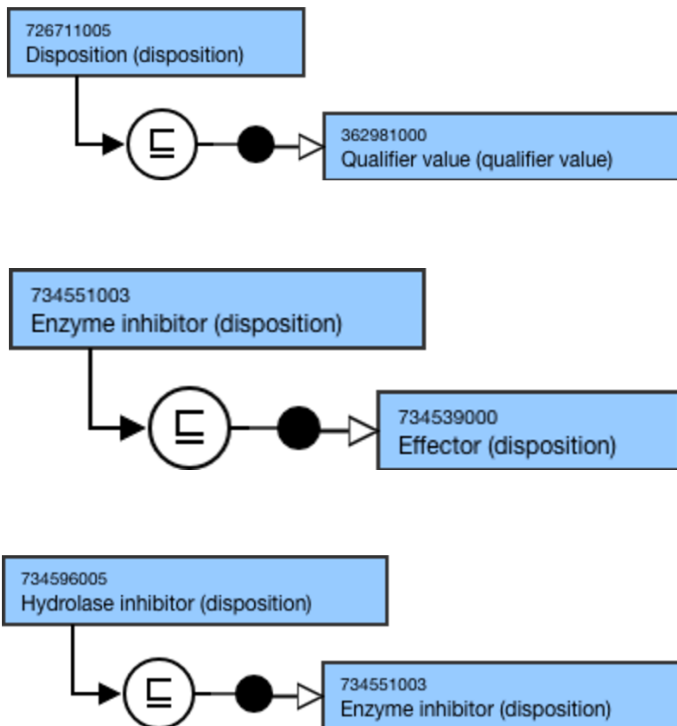 726711005
Disposition (disposition)
⊑
362981000
Qualifier value (qualifier value)
734551003
Enzyme inhibitor (disposition)
⊑
734539000
Effector (disposition)
734596005
Hydrolase inhibitor (disposition)
⊑
734551003
Enzyme inhibitor (disposition)